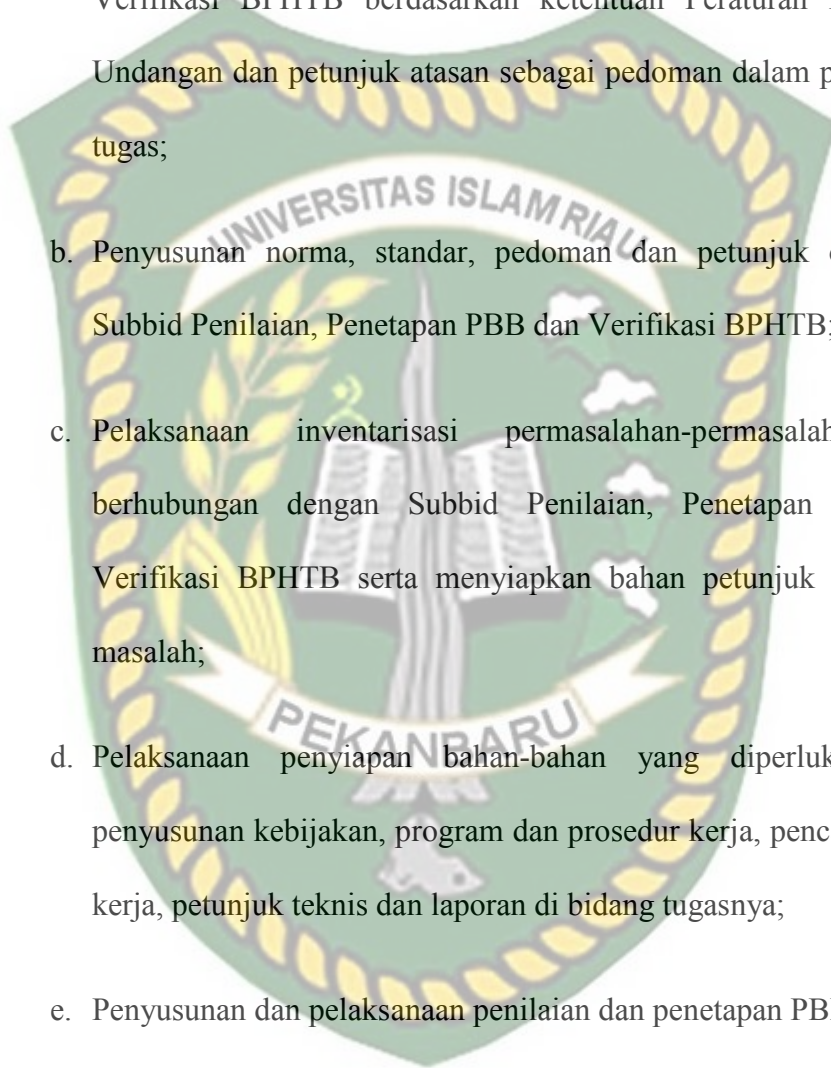 Verifikasi BPHTB berdasarkan ketentuan Peraturan
Undangan dan petunjuk atasan sebagai pedoman dalam
tugas;
UNIVERSITAS ISLAM RIAU
b. Penyusunan norma, standar, pedoman dan petunjuk
Subbid Penilaian, Penetapan PBB dan Verifikasi BPHTB;
c. Pelaksanaan inventarisasi permasalahan-permasalah
berhubungan dengan Subbid Penilaian, Penetapan
Verifikasi BPHTB serta menyiapkan bahan petunjuk
masalah;
PEKANBARU
d. Pelaksanaan penyiapan bahan-bahan yang diperluk
penyusunan kebijakan, program dan prosedur kerja, penc
kerja, petunjuk teknis dan laporan di bidang tugasnya;
e. Penyusunan dan pelaksanaan penilaian dan penetapan PB